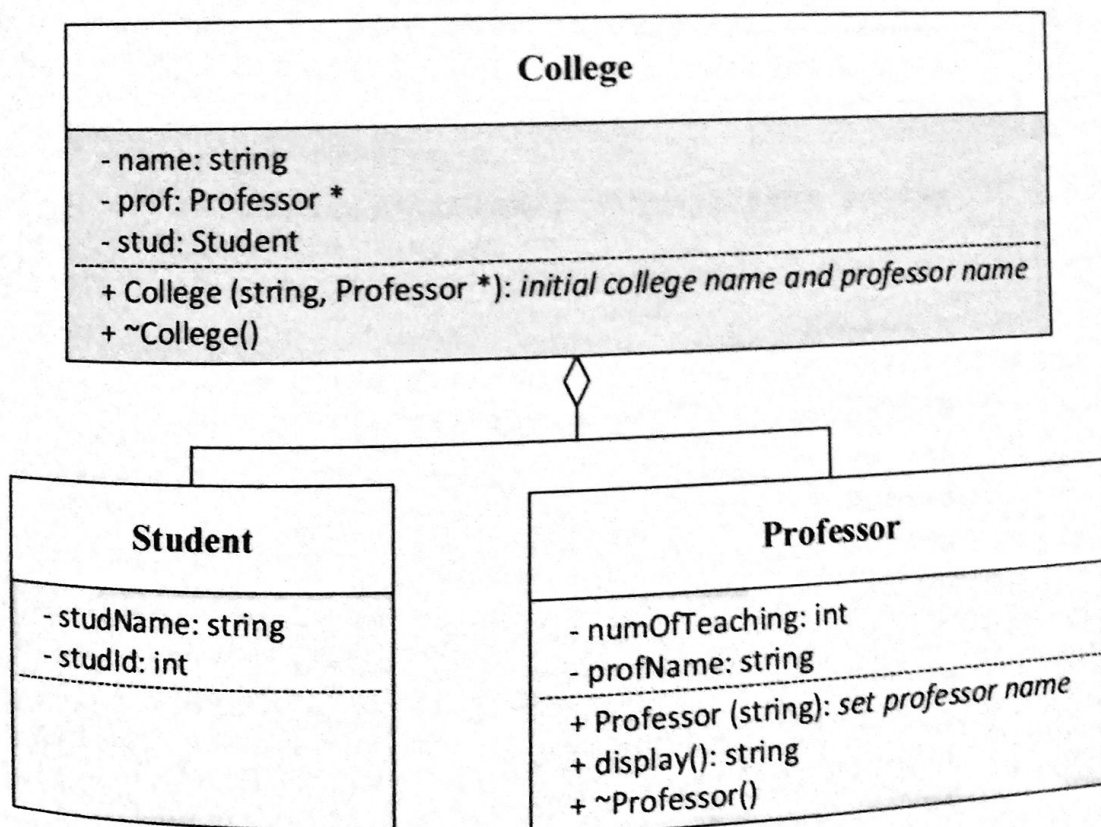 College
- name: string
- prof: Professor *
- stud: Student
+ College (string, Professor *): initial college name and professor name
+ ~College()
Student
- studName: string
- studId: int
Professor
- numOfTeaching: int
- profName: string
+ Professor (string): set professor name
+ display(): string
+ ~Professor()